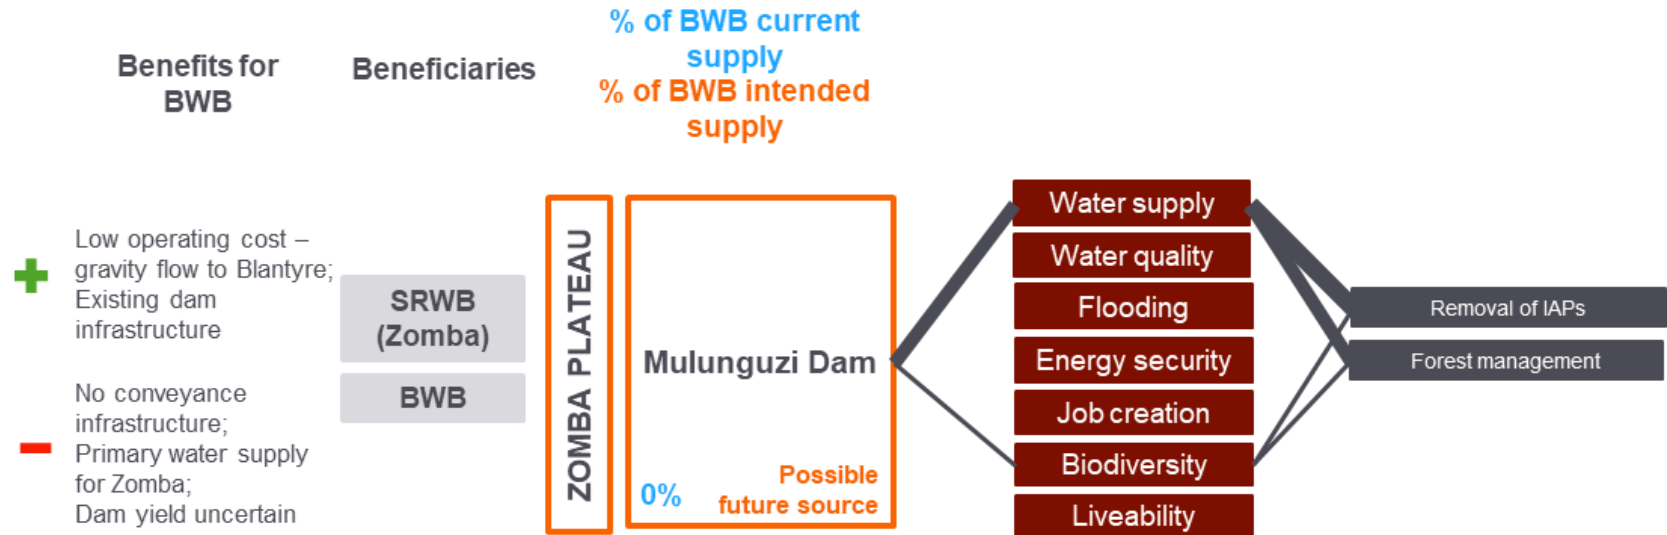 Benefits for
BWB
Beneficiaries
% of BWB current
supply
% of BWB intended
supply
Low operating cost –
gravity flow to Blantyre;
Existing dam
infrastructure
No conveyance
infrastructure;
Primary water supply
for Zomba;
Dam yield uncertain
SRWB
(Zomba)
BWB
ZOMBA PLATEAU
Mulunguzi Dam
0%
Possible
future source
Water supply
Water quality
Flooding
Energy security
Job creation
Biodiversity
Liveability
Removal of IAPs
Forest management